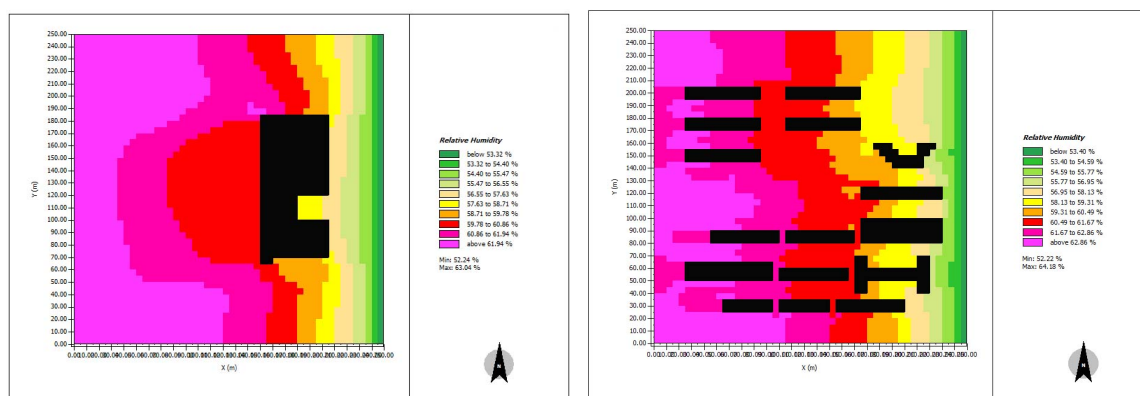 250.00
240.00
230.00
220.00
210.00
200.00
190.00
180.00
170.00
160.00
150.00
140.00
130.00
120.00
110.00
100.00
90.00
80.00
70.00
60.00
50.00
40.00
30.00
20.00
10.00
0.00
Y (m)
X (m)
Relative Humidity
below 53.32 %
53.32 to 54.40 %
54.40 to 55.47 %
55.47 to 56.55 %
56.55 to 57.63 %
57.63 to 58.71 %
58.71 to 59.78 %
59.78 to 60.86 %
60.86 to 61.94 %
above 61.94 %
Min: 52.24 %
Max: 63.04 %
N
250.00
240.00
230.00
220.00
210.00
200.00
190.00
180.00
170.00
160.00
150.00
140.00
130.00
120.00
110.00
100.00
90.00
80.00
70.00
60.00
50.00
40.00
30.00
20.00
10.00
0.00
Y (m)
X (m)
Relative Humidity
below 53.40 %
53.40 to 54.59 %
54.59 to 55.77 %
55.77 to 56.95 %
56.95 to 58.13 %
58.13 to 59.31 %
59.31 to 60.49 %
60.49 to 61.67 %
61.67 to 62.86 %
above 62.86 %
Min: 52.22 %
Max: 64.18 %
N